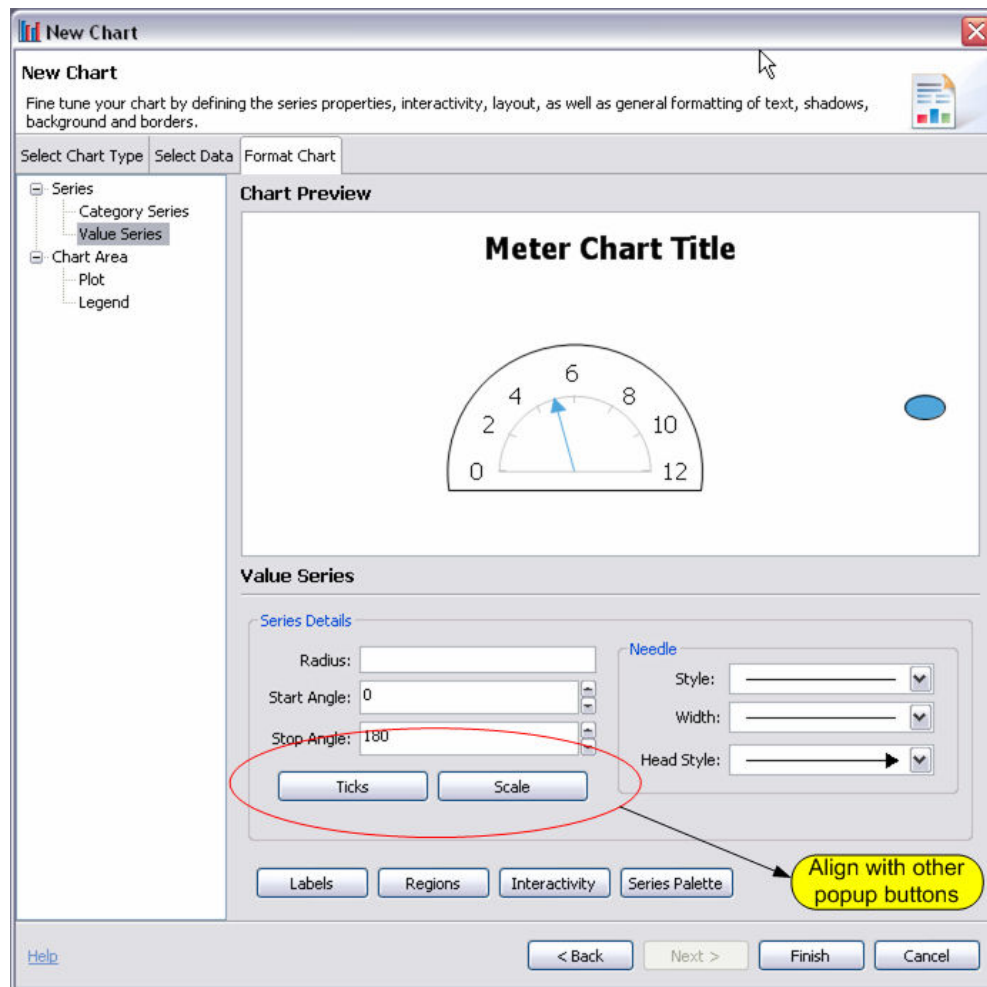 New Chart
New Chart
Fine tune your chart by defining the series properties, interactivity, layout, as well as general formatting of text, shadows,
background and borders.
Select Chart Type
Select Data
Format Chart
Series
Category Series
Value Series
Chart Area
Plot
Legend
Chart Preview
Meter Chart Title
0
2
4
6
8
10
12
Value Series
Series Details
Radius:
Start Angle: 0
Stop Angle: 180
Ticks
Scale
Needle
Style:
Width:
Head Style:
Align with other
popup buttons
Labels
Regions
Interactivity
Series Palette
Help
< Back
Next >
Finish
Cancel